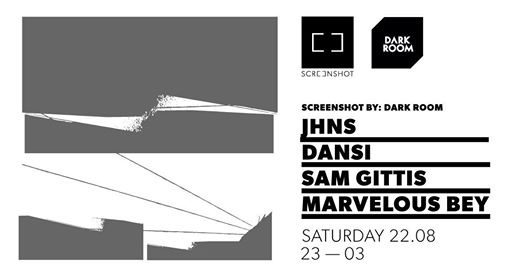 SCREENSHOT
DARK
ROOM
SCREENSHOT BY: DARK ROOM
JHNS
DANSI
SAM GITTIS
MARVELOUS BEY
SATURDAY 22.08
23 — 03